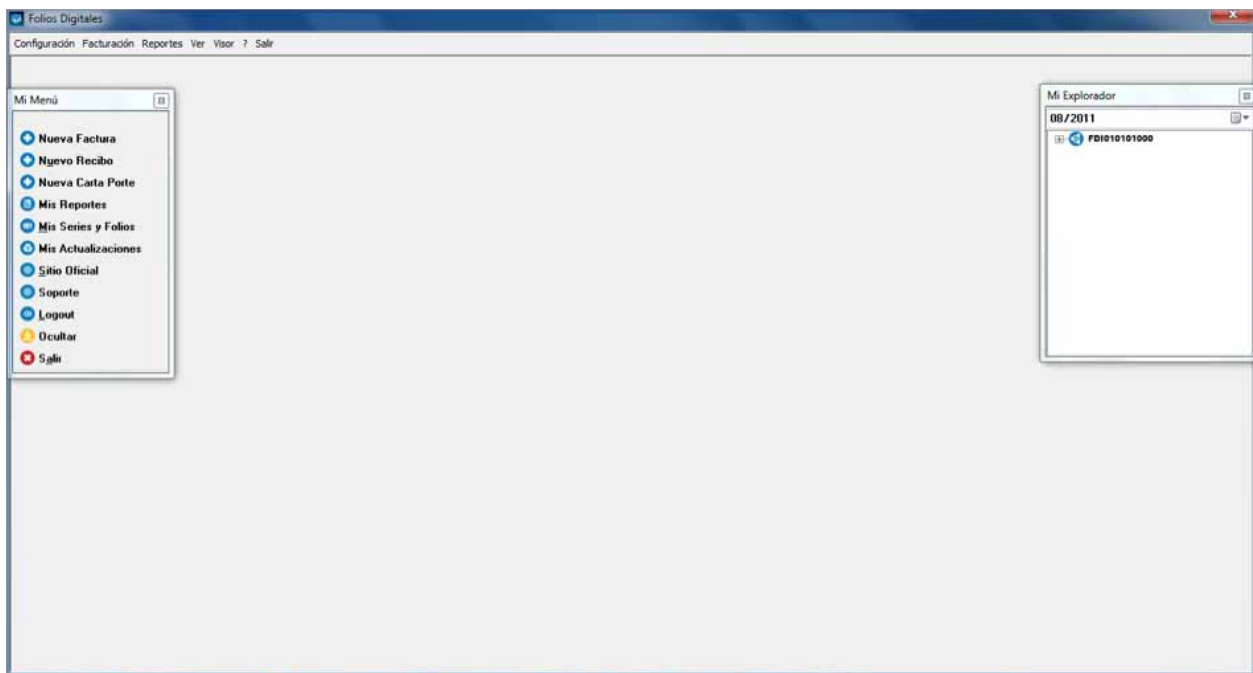 Folios Digitales
Configuración Facturación Reportes Ver Visor ? Salir
Mi Menú
Nueva Factura
Nuevo Recibo
Nueva Carta Porte
Mis Reportes
Mis Series y Folios
Mis Actualizaciones
Sitio Oficial
Soporte
Logout
Ocultar
Salir
Mi Explorador
08/2011
FDI010101000